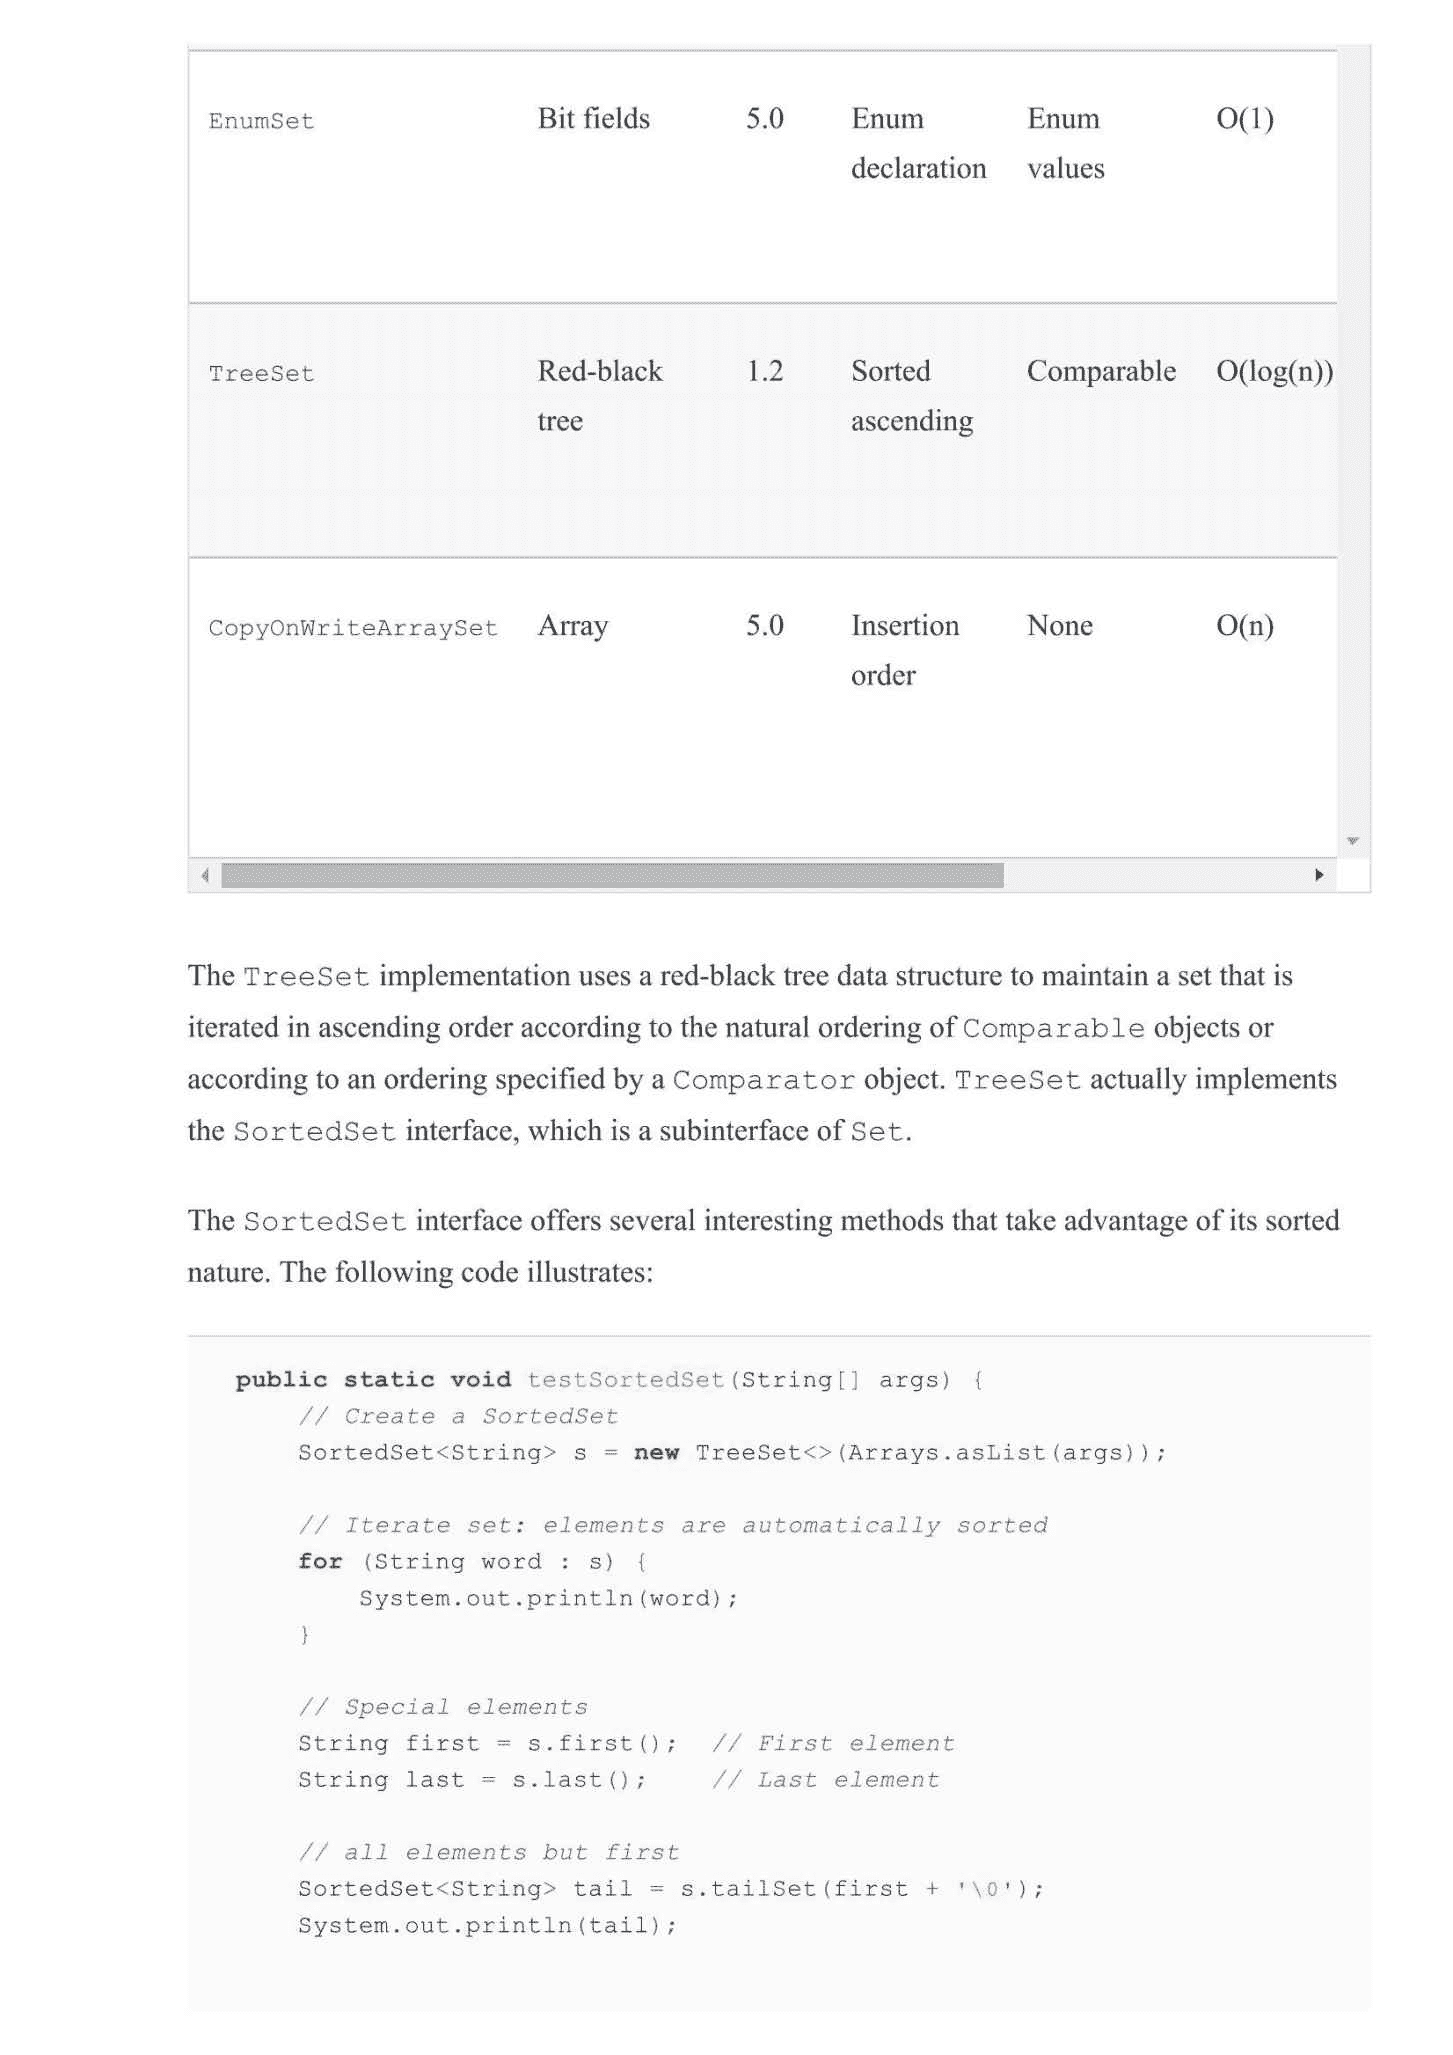 EnumSet Bit fields 5.0 Enum Enum O(1)
declaration values
TreeSet Red-black 1.2 Sorted Comparable O(log(n))
tree ascending
CopyOnWriteArraySet Array 5.0 Insertion None O(n)
order
The TreeSet implementation uses a red-black tree data structure to maintain a set that is
iterated in ascending order according to the natural ordering of Comparable objects or
according to an ordering specified by a Comparator object. TreeSet actually implements
the SortedSet interface, which is a subinterface of Set.
The SortedSet interface offers several interesting methods that take advantage of its sorted
nature. The following code illustrates:
public static void testSortedSet(String[] args) {
// Create a SortedSet
SortedSet<String> s = new TreeSet<>(Arrays.asList(args));
// Iterate set: elements are automatically sorted
for (String word : s) {
System.out.println(word);
}
// Special elements
String first = s.first(); // First element
String last = s.last(); // Last element
// all elements but first
SortedSet<String> tail = s.tailSet(first + '\0');
System.out.println(tail);